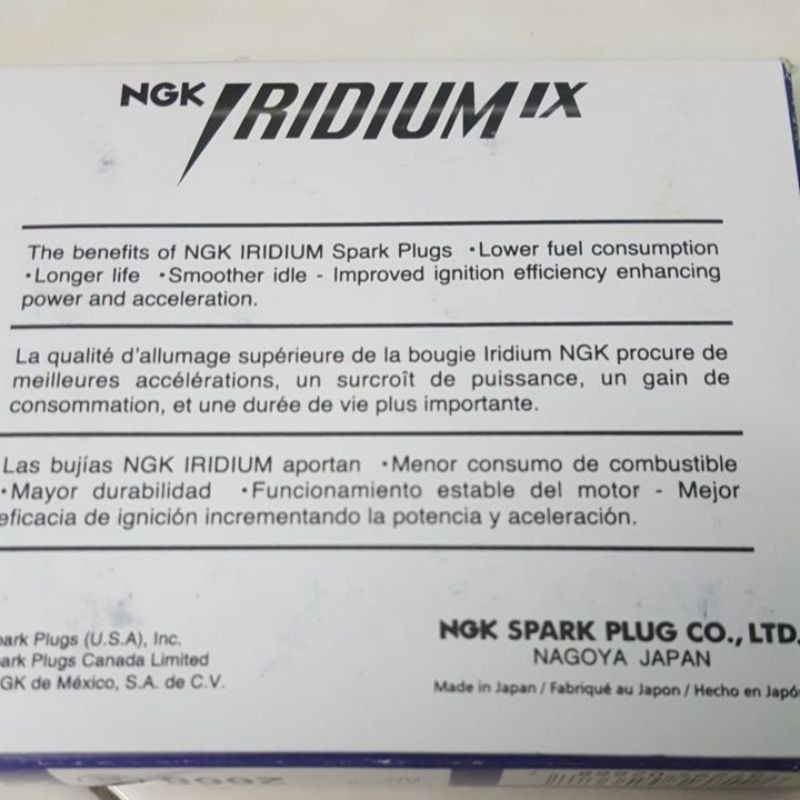 NGK IRIDIUM IX
The benefits of NGK IRIDIUM Spark Plugs •Lower fuel consumption
•Longer life •Smoother idle - Improved ignition efficiency enhancing
power and acceleration.
La qualité d'allumage supérieure de la bougie Iridium NGK procure de
meilleures accélérations, un surcroît de puissance, un gain de
consommation, et une durée de vie plus importante.
Las bujías NGK IRIDIUM aportan •Menor consumo de combustible
•Mayor durabilidad •Funcionamiento estable del motor - Mejor
eficacia de ignición incrementando la potencia y aceleración.
Plugs (U.S.A), Inc.
Plugs Canada Limited
de México, S.A. de C.V.
NGK SPARK PLUG CO., LTD.
NAGOYA JAPAN
Made in Japan / Fabriqué au Japon / Hecho en